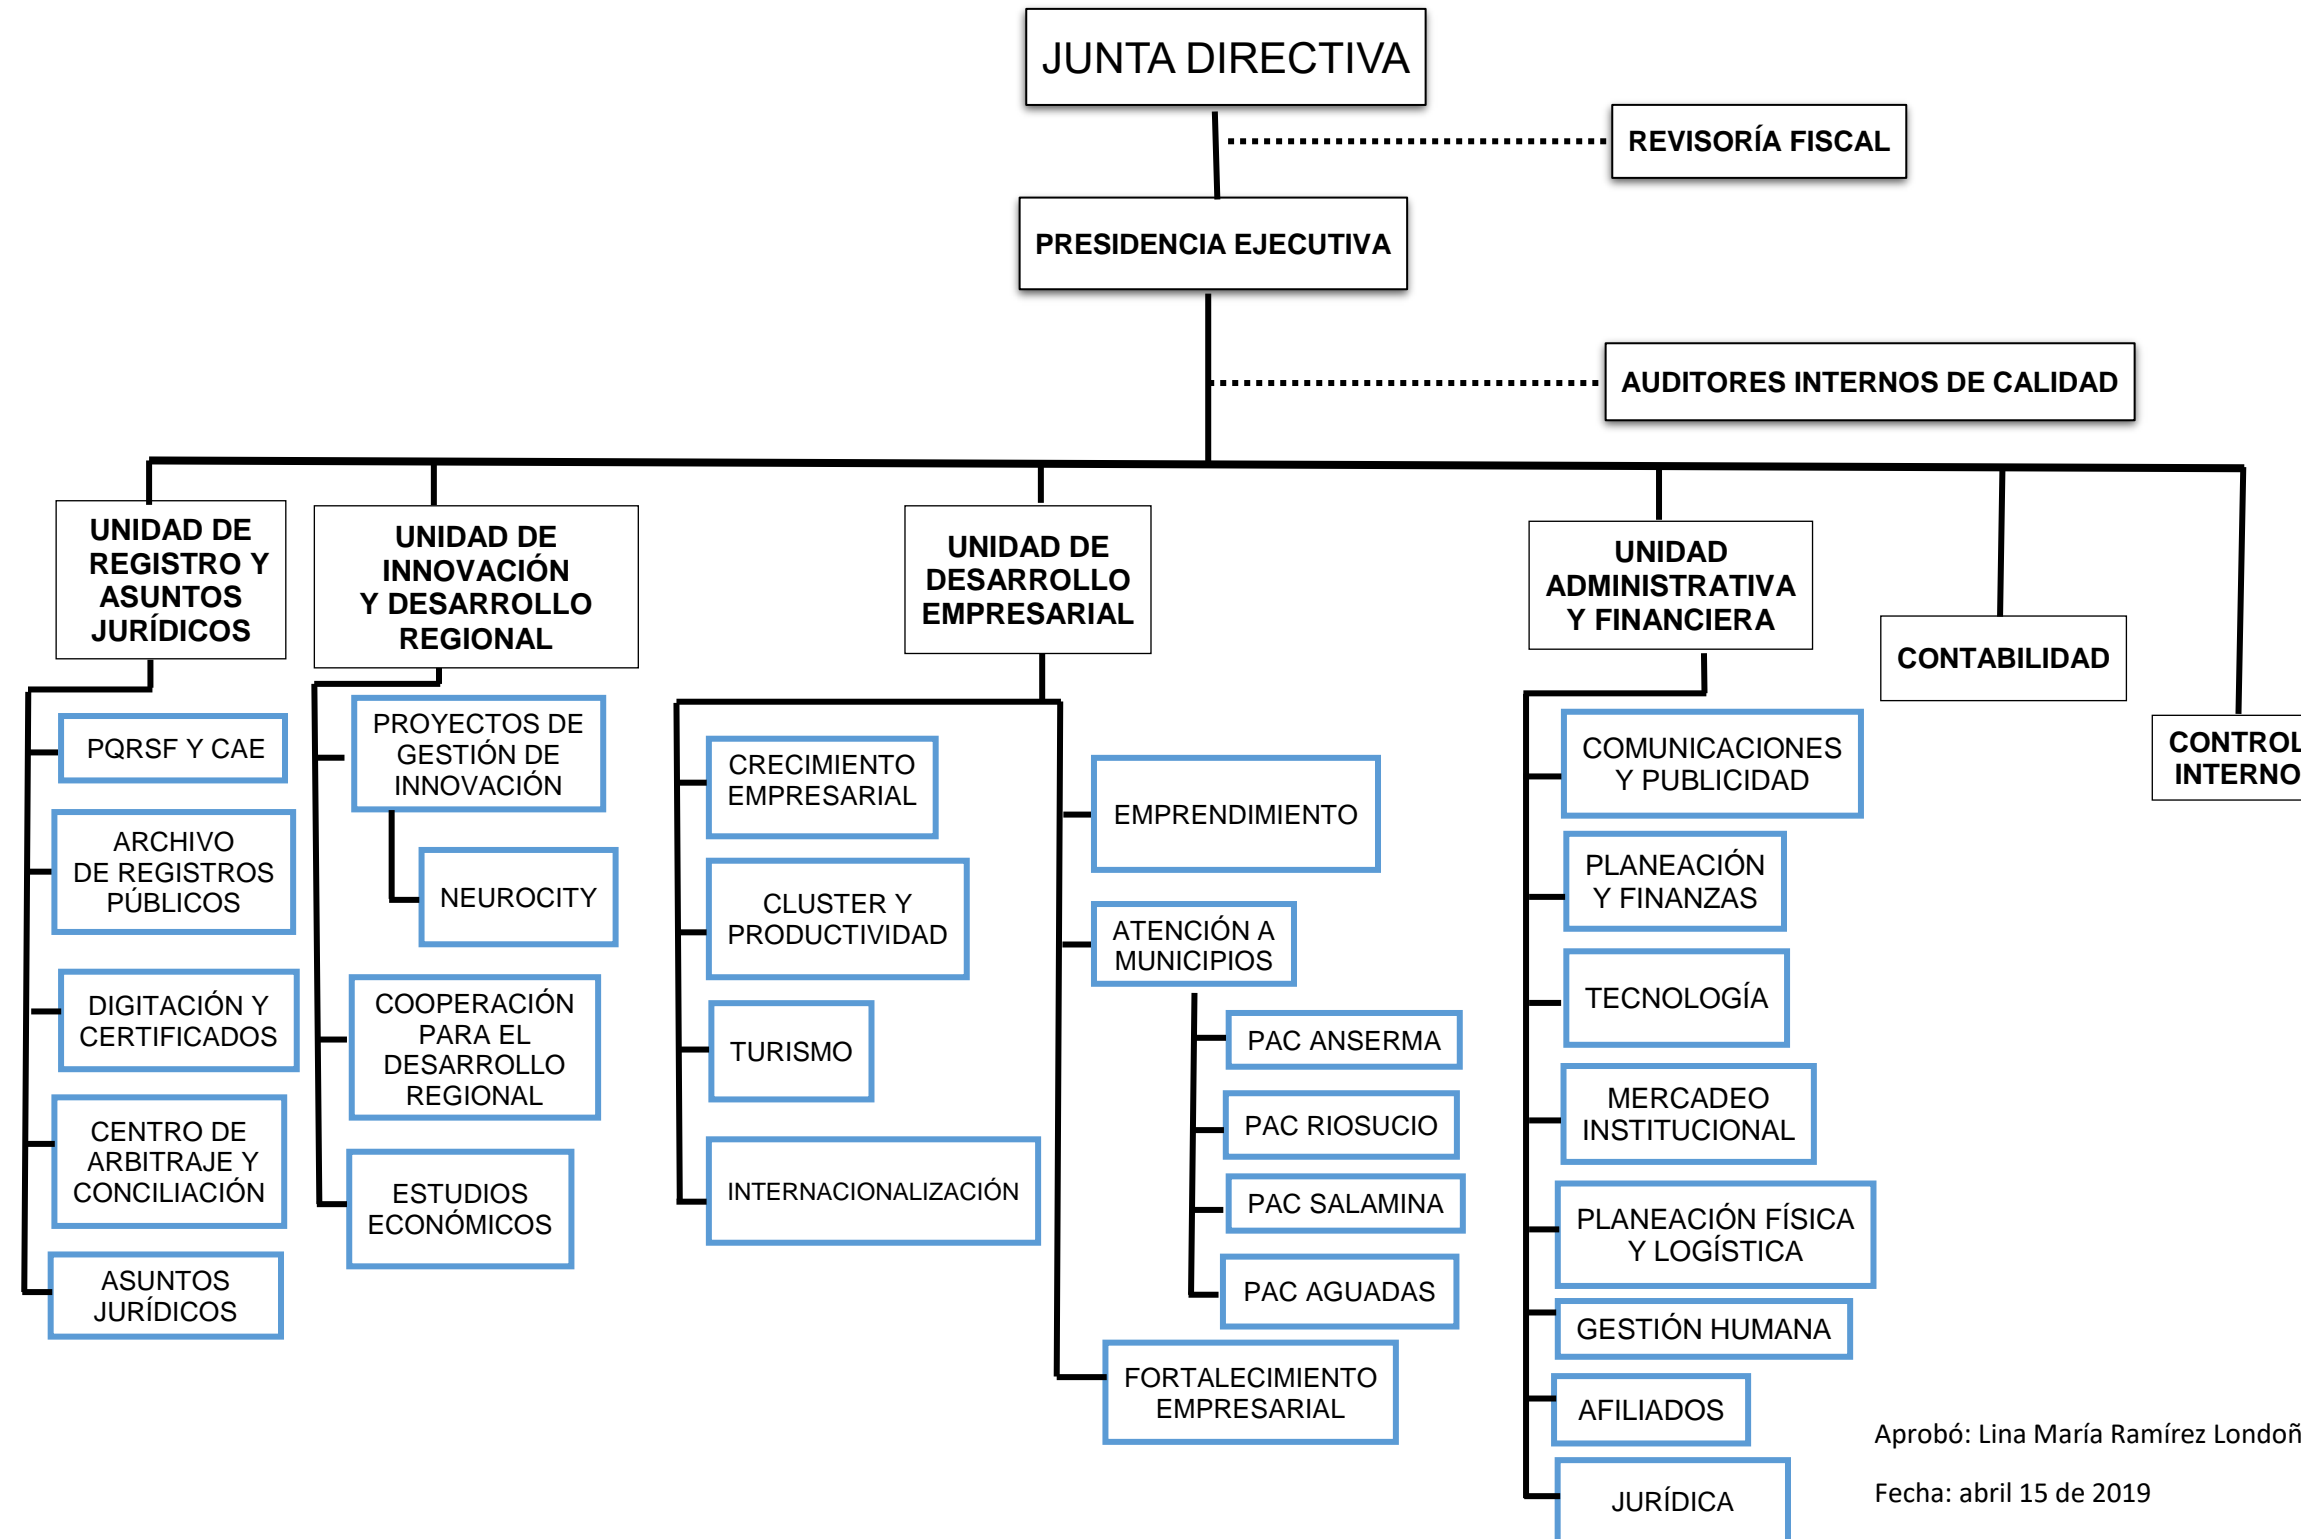 JUNTA DIRECTIVA
REVISORÍA FISCAL
PRESIDENCIA EJECUTIVA
AUDITORES INTERNOS DE CALIDAD
UNIDAD DE
REGISTRO Y
ASUNTOS
JURÍDICOS
PQRSF Y CAE
ARCHIVO
DE REGISTROS
PÚBLICOS
DIGITACIÓN Y
CERTIFICADOS
CENTRO DE
ARBITRAJE Y
CONCILIACIÓN
ASUNTOS
JURÍDICOS
UNIDAD DE
INNOVACIÓN
Y DESARROLLO
REGIONAL
PROYECTOS DE
GESTIÓN DE
INNOVACIÓN
NEUROCITY
COOPERACIÓN
PARA EL
DESARROLLO
REGIONAL
ESTUDIOS
ECONÓMICOS
UNIDAD DE
DESARROLLO
EMPRESARIAL
CRECIMIENTO
EMPRESARIAL
CLUSTER Y
PRODUCTIVIDAD
TURISMO
INTERNACIONALIZACIÓN
EMPRENDIMIENTO
ATENCIÓN A
MUNICIPIOS
PAC ANSERMA
PAC RIOSUCIO
PAC SALAMINA
PAC AGUADAS
FORTALECIMIENTO
EMPRESARIAL
UNIDAD
ADMINISTRATIVA
Y FINANCIERA
COMUNICACIONES
Y PUBLICIDAD
PLANEACIÓN
Y FINANZAS
TECNOLOGÍA
MERCADEO
INSTITUCIONAL
PLANEACIÓN FÍSICA
Y LOGÍSTICA
GESTIÓN HUMANA
AFILIADOS
JURÍDICA
CONTABILIDAD
CONTROL
INTERNO
Aprobó: Lina María Ramírez Londoñ
Fecha: abril 15 de 2019